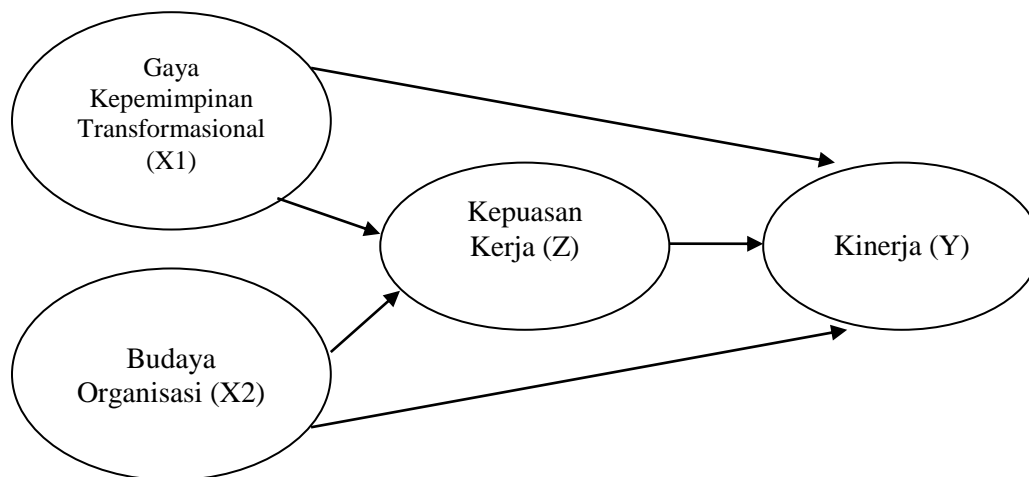 Gaya
Kepemimpinan
Transformasional
(X1)
Kepuasan
Kerja (Z)
Kinerja (Y)
Budaya
Organisasi (X2)